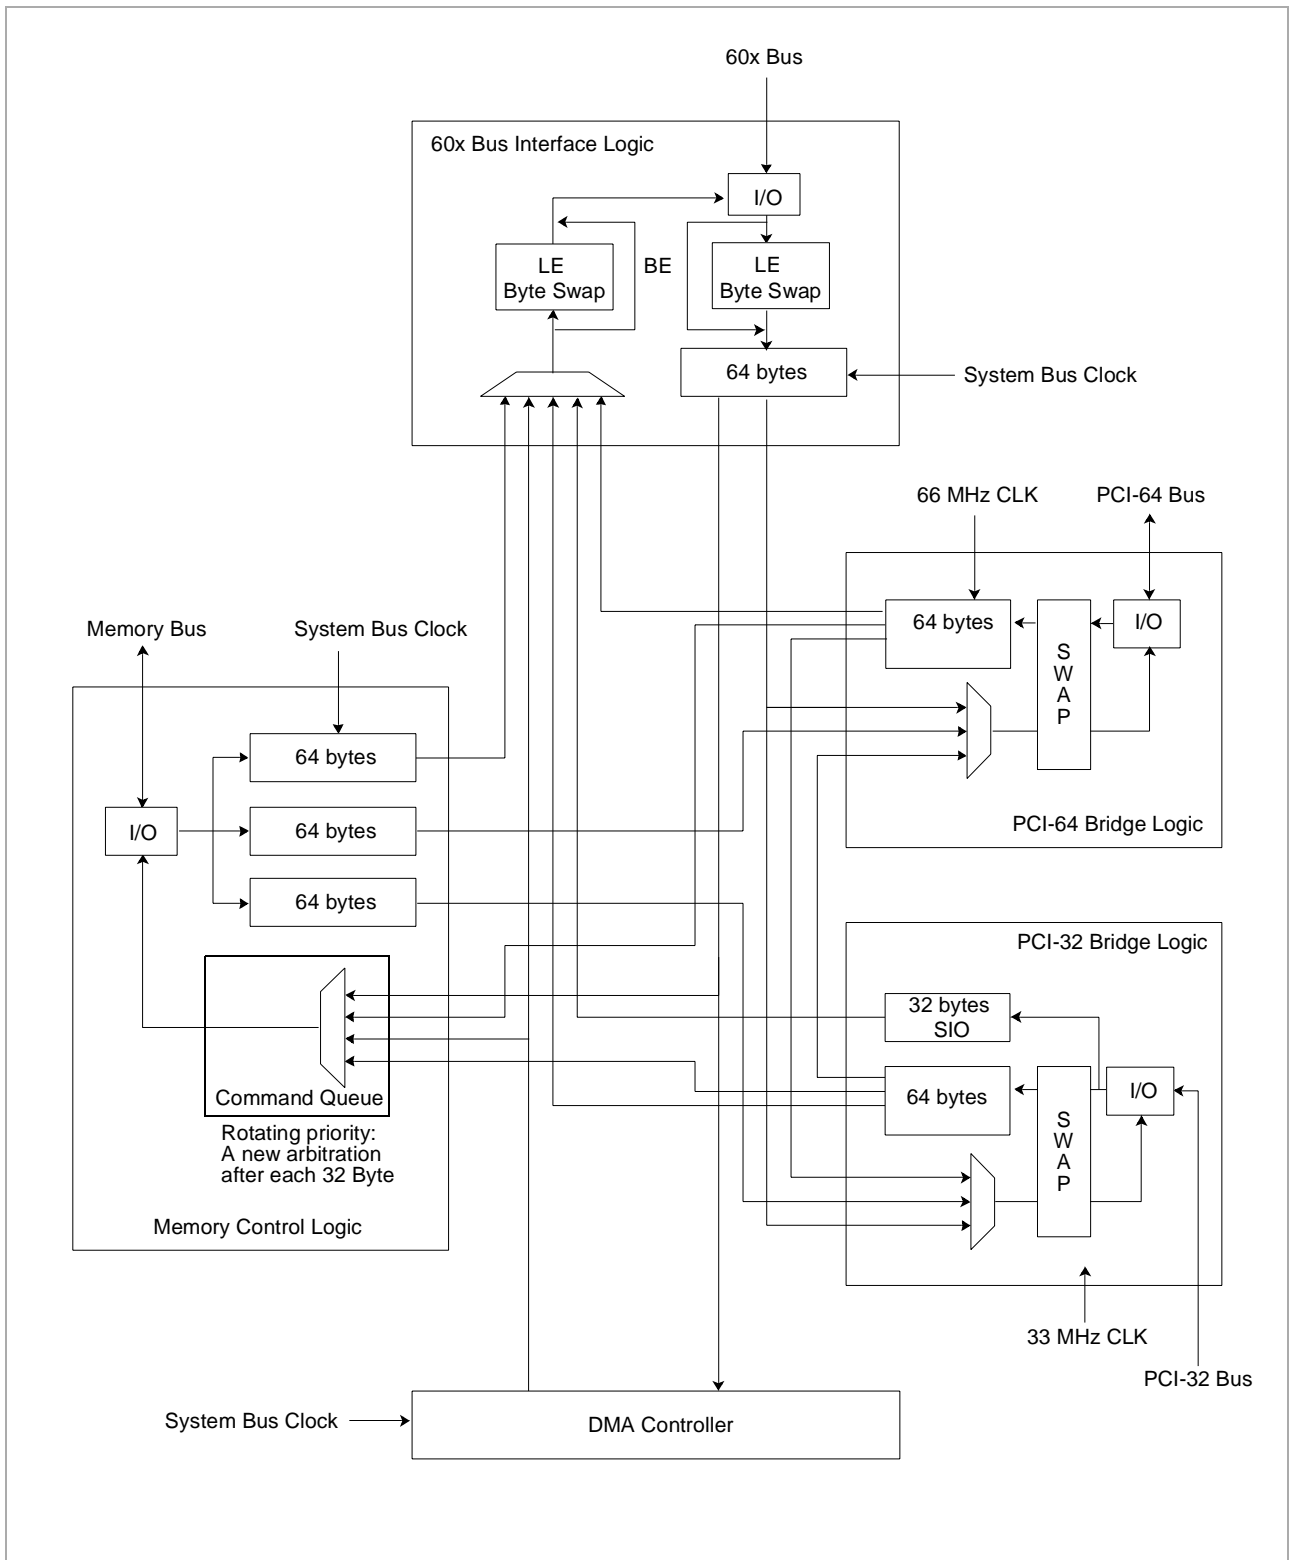 60x Bus
60x Bus Interface Logic
I/O
LE
Byte Swap
BE
LE
Byte Swap
64 bytes
System Bus Clock
66 MHz CLK
PCI-64 Bus
64 bytes
S
W
A
P
I/O
PCI-64 Bridge Logic
Memory Bus
System Bus Clock
64 bytes
I/O
64 bytes
64 bytes
Command Queue
Rotating priority:
A new arbitration
after each 32 Byte
Memory Control Logic
PCI-32 Bridge Logic
32 bytes
SIO
64 bytes
S
W
A
P
I/O
33 MHz CLK
PCI-32 Bus
System Bus Clock
DMA Controller